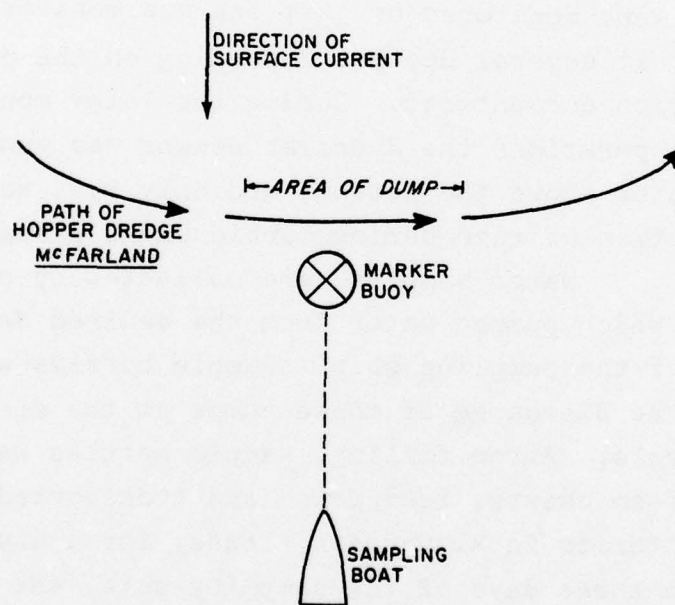 DIRECTION OF
SURFACE CURRENT
AREA OF DUMP
PATH OF
HOPPER DREDGE
McFARLAND
MARKER
BUOY
SAMPLING
BOAT